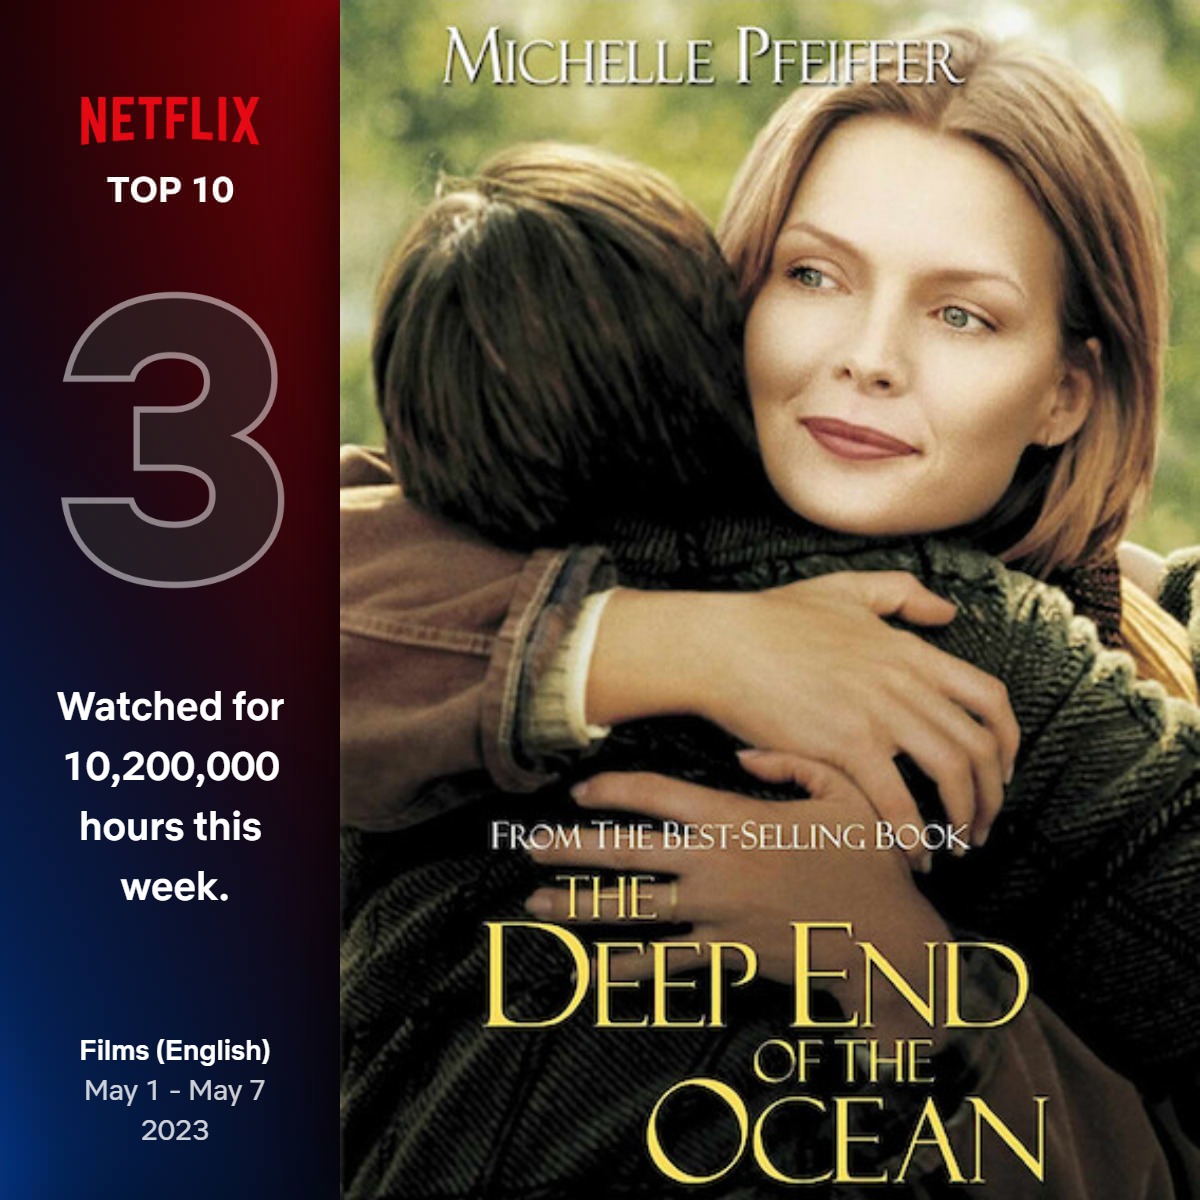 NETFLIX
TOP 10
3
Watched for
10,200,000
hours this
week.
Films (English)
May 1 - May 7
2023
MICHELLE PFEIFFER
FROM THE BEST-SELLING BOOK
THE
DEEP END
OF THE
OCEAN